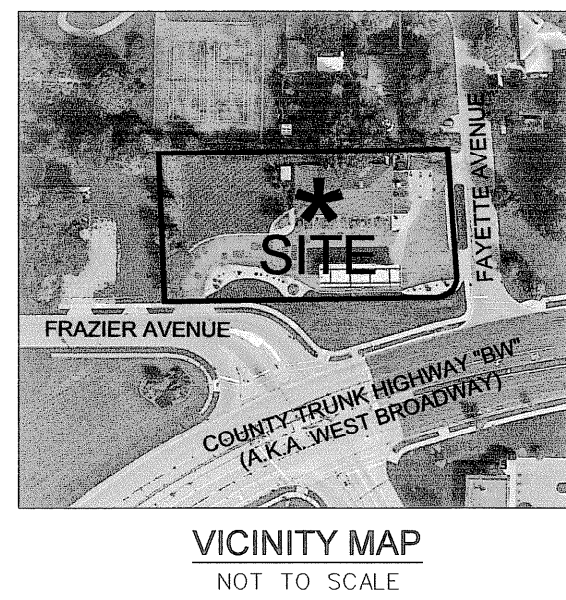 FAYETTE AVENUE
*
SITE
FRAZIER AVENUE
COUNTY TRUNK HIGHWAY "BW"
(A.K.A. WEST BROADWAY)
VICINITY MAP
NOT TO SCALE